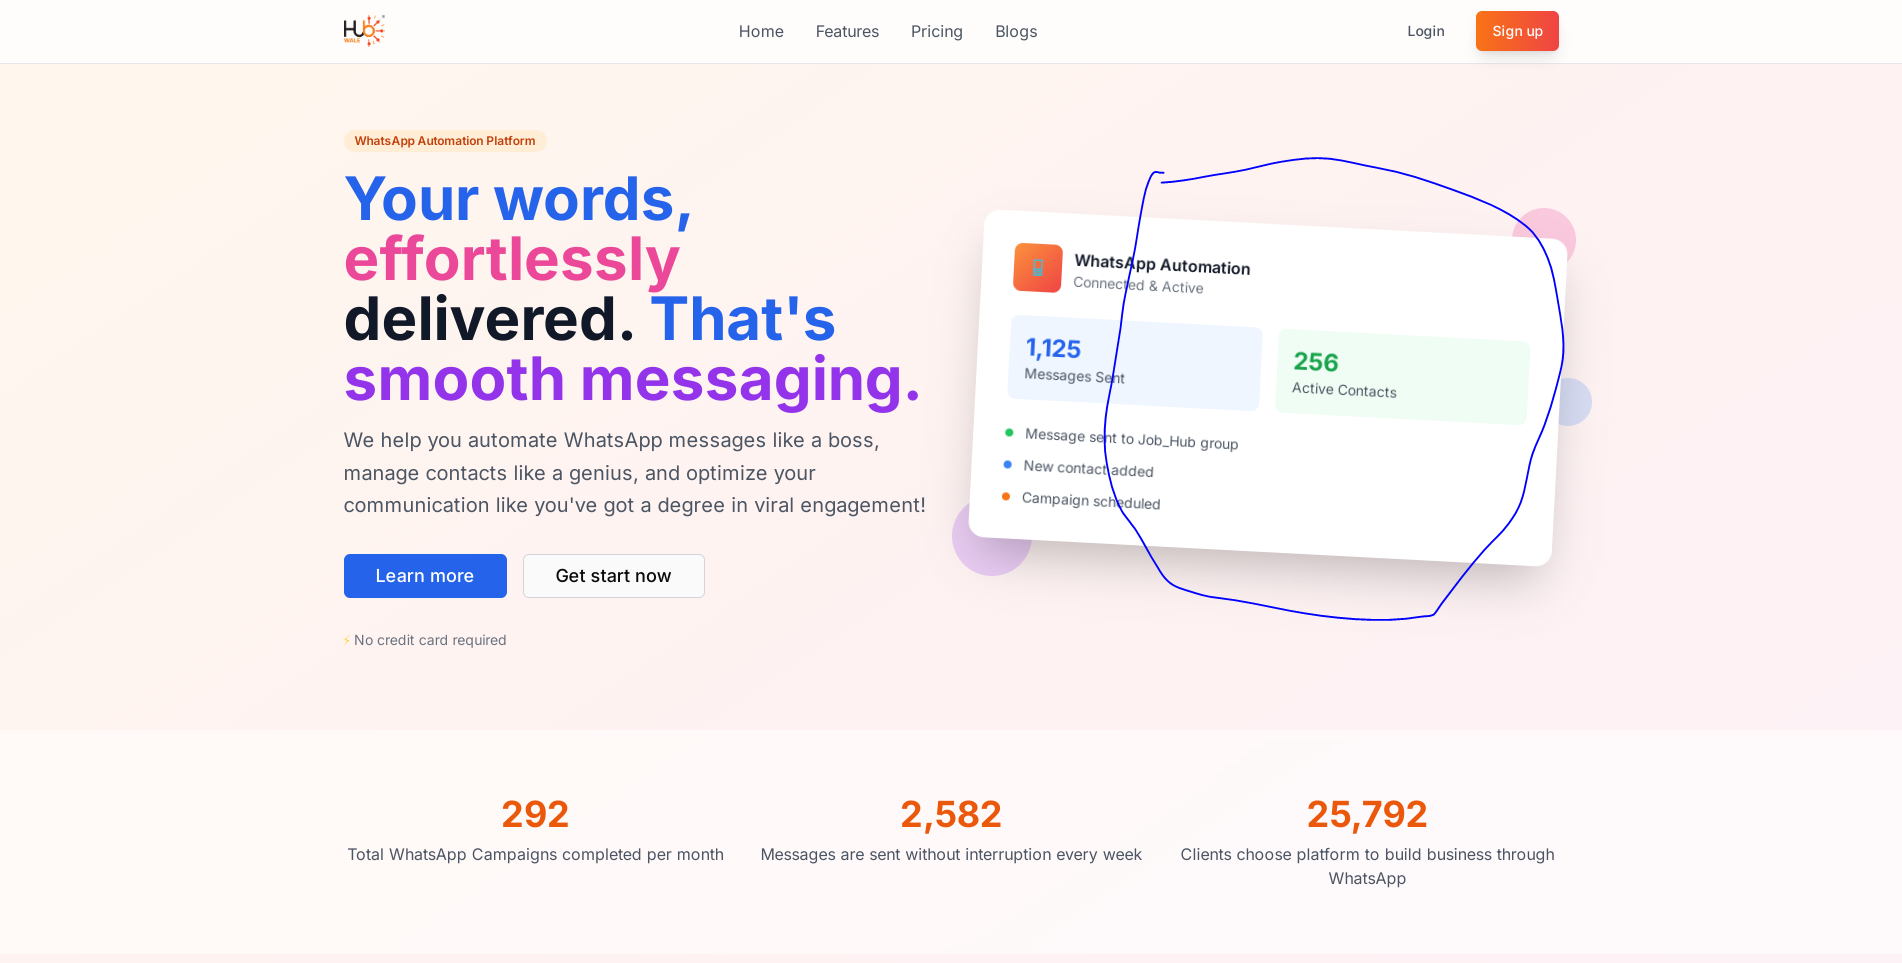 HUb
WALE
Home
Features
Pricing
Blogs
Login
Sign up
WhatsApp Automation Platform
Your words,
effortlessly
delivered. That's
smooth messaging.
We help you automate WhatsApp messages like a boss,
manage contacts like a genius, and optimize your
communication like you've got a degree in viral engagement!
Learn more
Get start now
No credit card required
WhatsApp Automation
Connected & Active
1,125
Messages Sent
256
Active Contacts
Message sent to Job_Hub group
New contact added
Campaign scheduled
292
Total WhatsApp Campaigns completed per month
2,582
Messages are sent without interruption every week
25,792
Clients choose platform to build business through
WhatsApp